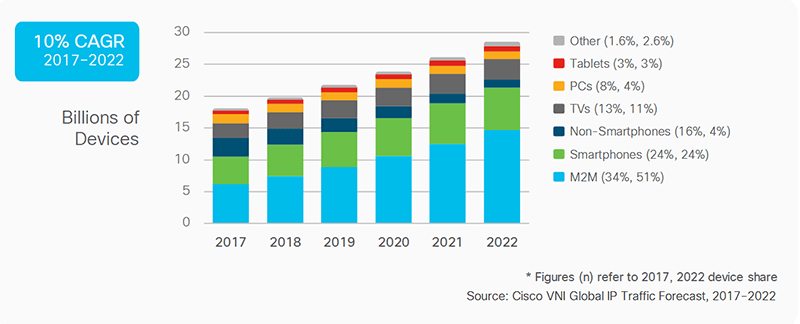 10% CAGR
2017–2022
Billions of
Devices
30
25
20
15
10
5
0
2017 2018 2019 2020 2021 2022
Other (1.6%, 2.6%)
Tablets (3%, 3%)
PCs (8%, 4%)
TVs (13%, 11%)
Non-Smartphones (16%, 4%)
Smartphones (24%, 24%)
M2M (34%, 51%)
* Figures (n) refer to 2017, 2022 device share
Source: Cisco VNI Global IP Traffic Forecast, 2017–2022